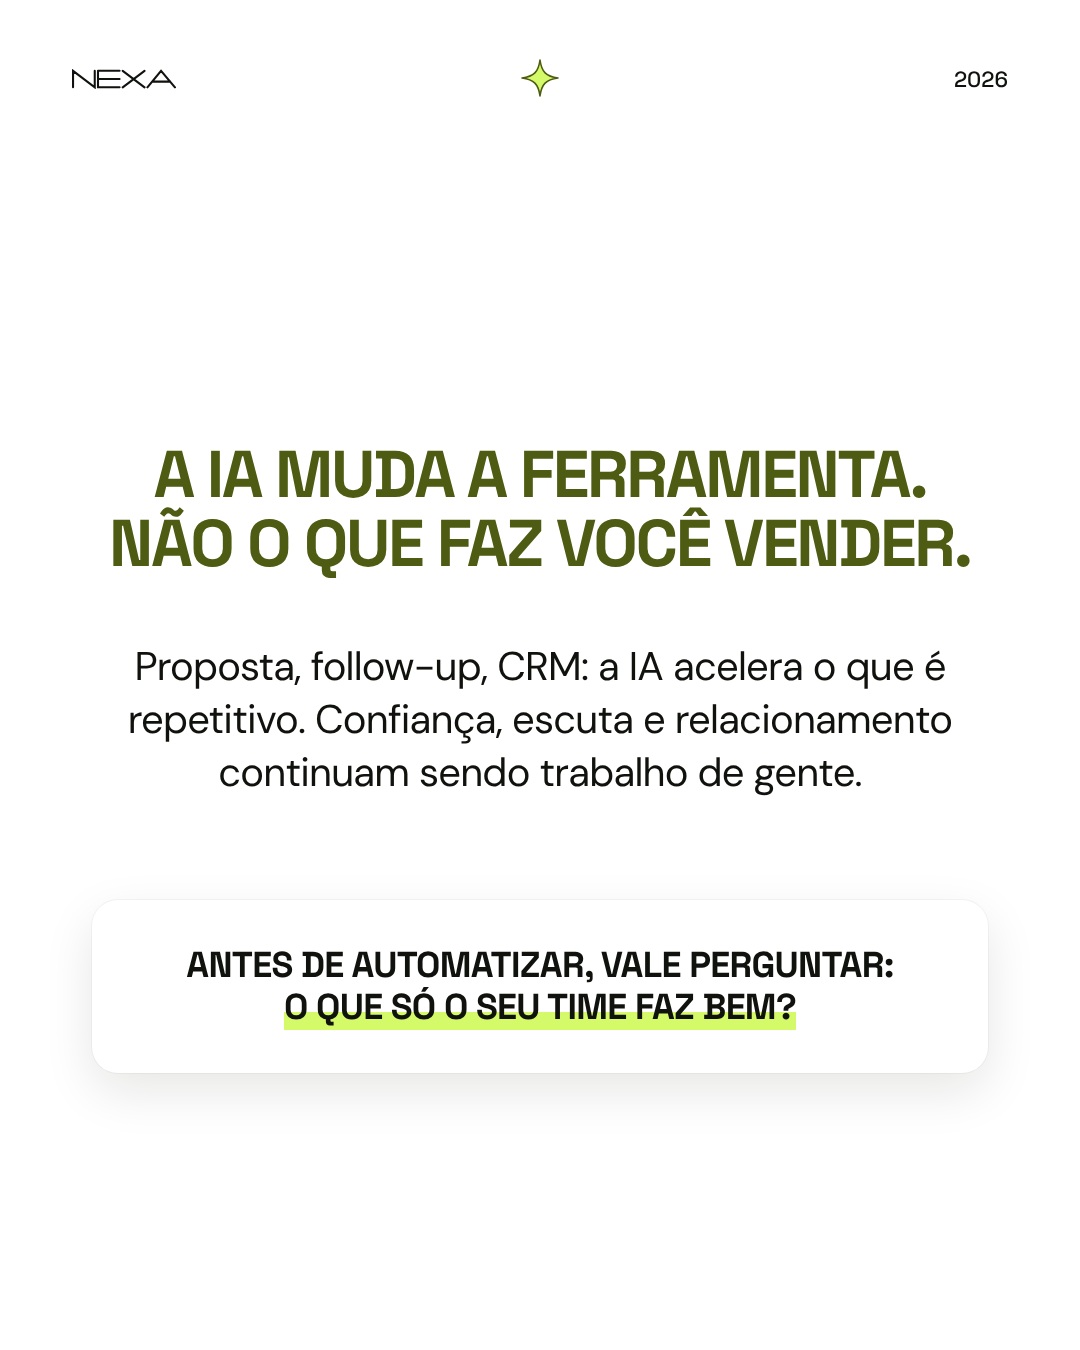 NEXA
2026
A IA MUDA A FERRAMENTA.
NÃO O QUE FAZ VOCÊ VENDER.
Proposta, follow-up, CRM: a IA acelera o que é
repetitivo. Confiança, escuta e relacionamento
continuam sendo trabalho de gente.
ANTES DE AUTOMATIZAR, VALE PERGUNTAR:
O QUE SÓ O SEU TIME FAZ BEM?